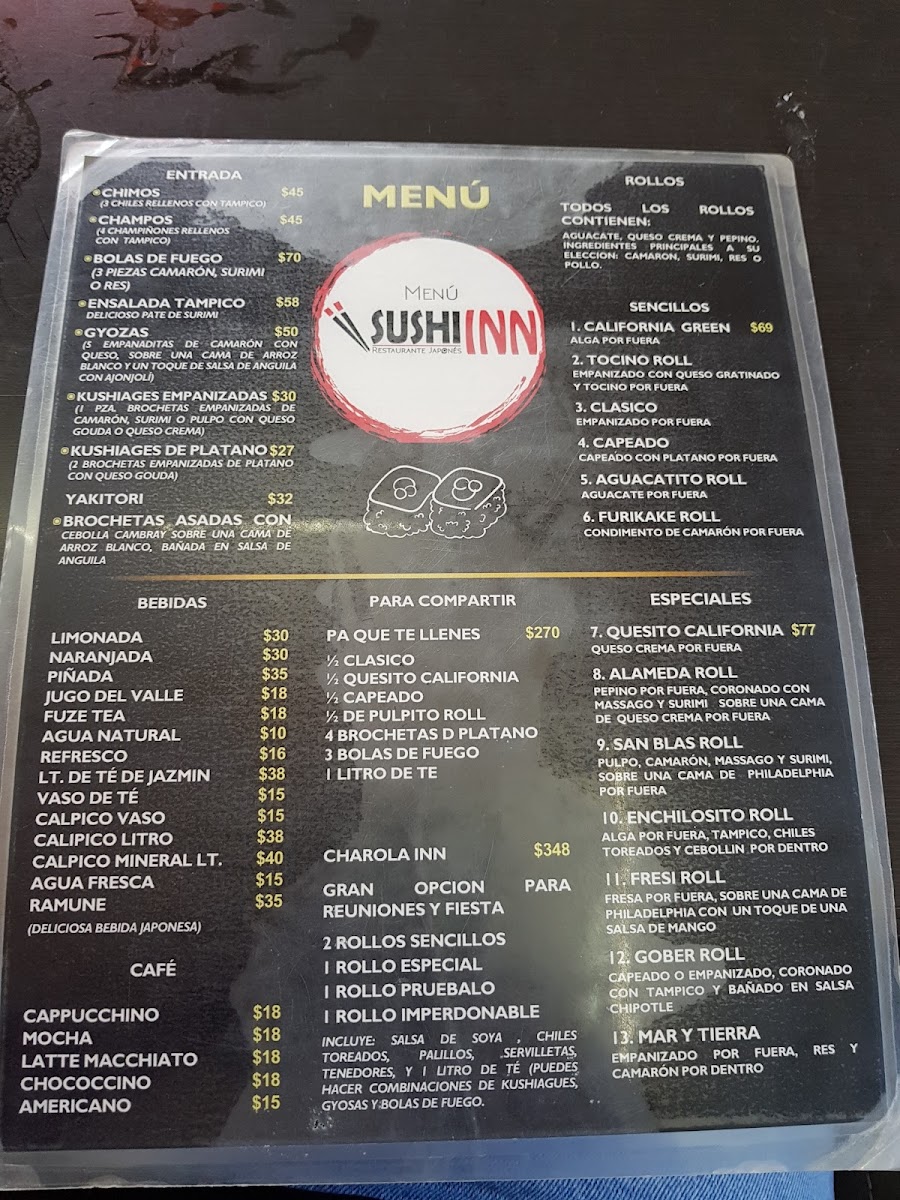 MENÚ
MENÚ
SUSHI INN
RESTAURANTE JAPONÉS
ENTRADA
CHIMOS $45
(3 CHILES RELLENOS CON TAMPICO)
CHAMPOS $45
(4 CHAMPIÑONES RELLENOS
CON TAMPICO)
BOLAS DE FUEGO $70
(3 PIEZAS CAMARÓN, SURIMI
O RES)
ENSALADA TAMPICO $58
DELICIOSO PATE DE SURIMI
GYOZAS $50
(5 EMPANADITAS DE CAMARÓN CON
QUESO, SOBRE UNA CAMA DE ARROZ
BLANCO Y UN TOQUE DE SALSA DE ANGUILA
CON AJONJOLÍ)
KUSHIAGES EMPANIZADAS $30
(1 PZA. BROCHETAS EMPANIZADAS DE
CAMARÓN, SURIMI O PULPO CON QUESO
GOUDA O QUESO CREMA)
KUSHIAGES DE PLATANO $27
(2 BROCHETAS EMPANIZADAS DE PLATANO
CON QUESO GOUDA)
YAKITORI $32
BROCHETAS ASADAS CON
CEBOLLA CAMBRAY SOBRE UNA CAMA DE
ARROZ BLANCO, BAÑADA EN SALSA DE
ANGUILA
ROLLOS
TODOS LOS ROLLOS
CONTIENEN:
AGUACATE, QUESO CREMA Y PEPINO,
INGREDIENTES PRINCIPALES A SU
ELECCION: CAMARON, SURIMI, RES O
POLLO.
SENCILLOS
1. CALIFORNIA GREEN $69
ALGA POR FUERA
2. TOCINO ROLL
EMPANIZADO CON QUESO GRATINADO
Y TOCINO POR FUERA
3. CLASICO
EMPANIZADO POR FUERA
4. CAPEADO
CAPEADO CON PLATANO POR FUERA
5. AGUACATITO ROLL
AGUACATE POR FUERA
6. FURIKAKE ROLL
CONDIMENTO DE CAMARÓN POR FUERA
BEBIDAS
LIMONADA $30
NARANJADA $30
PIÑADA $35
JUGO DEL VALLE $18
FUZE TEA $18
AGUA NATURAL $10
REFRESCO $16
LT. DE TÉ DE JAZMIN $38
VASO DE TÉ $15
CALPICO VASO $15
CALIPICO LITRO $38
CALPICO MINERAL LT. $40
AGUA FRESCA $15
RAMUNE $35
(DELICIOSA BEBIDA JAPONESA)
CAFÉ
CAPPUCCHINO $18
MOCHA $18
LATTE MACCHIATO $18
CHOCOCCINO $18
AMERICANO $15
PARA COMPARTIR
PA QUE TE LLENES $270
½ CLASICO
½ QUESITO CALIFORNIA
½ CAPEADO
½ DE PULPITO ROLL
4 BROCHETAS D PLATANO
3 BOLAS DE FUEGO
1 LITRO DE TE
CHAROLA INN $348
GRAN OPCION PARA
REUNIONES Y FIESTA
2 ROLLOS SENCILLOS
1 ROLLO ESPECIAL
1 ROLLO PRUEBALO
1 ROLLO IMPERDONABLE
INCLUYE: SALSA DE SOYA , CHILES
TOREADOS, PALILLOS, SERVILLETAS,
TENEDORES, Y 1 LITRO DE TÉ (PUEDES
HACER COMBINACIONES DE KUSHIAGUES,
GYOSAS Y BOLAS DE FUEGO.
ESPECIALES
7. QUESITO CALIFORNIA $77
QUESO CREMA POR FUERA
8. ALAMEDA ROLL
PEPINO POR FUERA, CORONADO CON
MASSAGO Y SURIMI SOBRE UNA CAMA
DE QUESO CREMA POR FUERA
9. SAN BLAS ROLL
PULPO, CAMARÓN, MASSAGO Y SURIMI,
SOBRE UNA CAMA DE PHILADELPHIA
POR FUERA
10. ENCHILOSITO ROLL
ALGA POR FUERA, TAMPICO, CHILES
TOREADOS Y CEBOLLIN POR DENTRO
11. FRESI ROLL
FRESA POR FUERA, SOBRE UNA CAMA DE
PHILADELPHIA CON UN TOQUE DE UNA
SALSA DE MANGO
12. GOBER ROLL
CAPEADO O EMPANIZADO, CORONADO
CON TAMPICO Y BAÑADO EN SALSA
CHIPOTLE
13. MAR Y TIERRA
EMPANIZADO POR FUERA, RES Y
CAMARÓN POR DENTRO